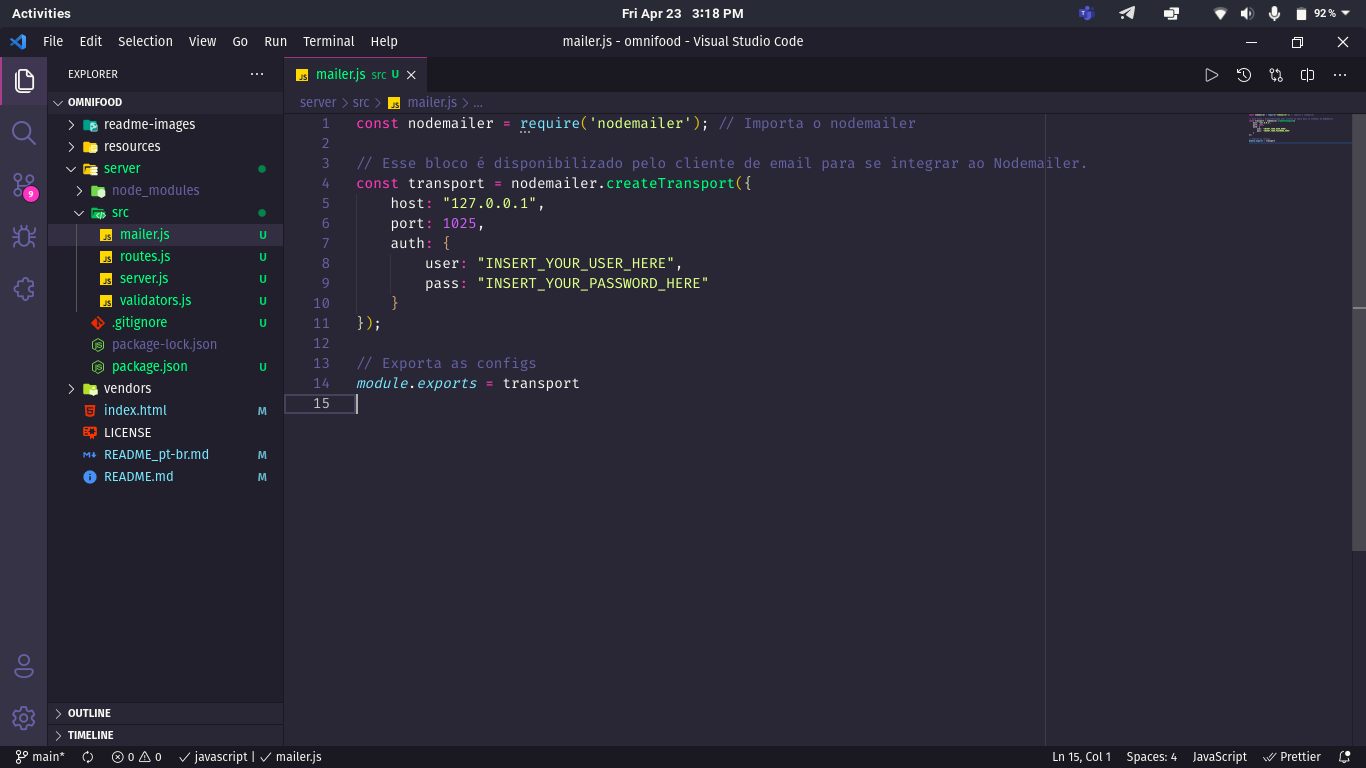 Activities
Fri Apr 23 3:18 PM
92 %
File Edit Selection View Go Run Terminal Help
mailer.js - omnifood - Visual Studio Code
EXPLORER
OMNIFOOD
readme-images
resources
server
node_modules
src
mailer.js U
routes.js U
server.js U
validators.js U
.gitignore U
package-lock.json
package.json U
vendors
index.html M
LICENSE
README_pt-br.md M
README.md M
OUTLINE
TIMELINE
9
mailer.js src U
server > src > JS mailer.js > ...
1 const nodemailer = require('nodemailer'); // Importa o nodemailer
2
3 // Esse bloco é disponibilizado pelo cliente de email para se integrar ao Nodemailer.
4 const transport = nodemailer.createTransport({
5 host: "127.0.0.1",
6 port: 1025,
7 auth: {
8 user: "INSERT_YOUR_USER_HERE",
9 pass: "INSERT_YOUR_PASSWORD_HERE"
10 }
11 });
12
13 // Exporta as configs
14 module.exports = transport
15
main* 0 0 javascript | mailer.js
Ln 15, Col 1 Spaces: 4 JavaScript Prettier